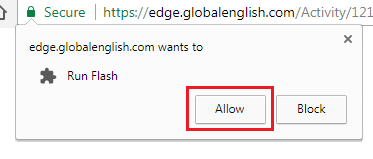 Secure https://edge.globalenglish.com/Activity/121
edge.globalenglish.com wants to
Run Flash
Allow Block